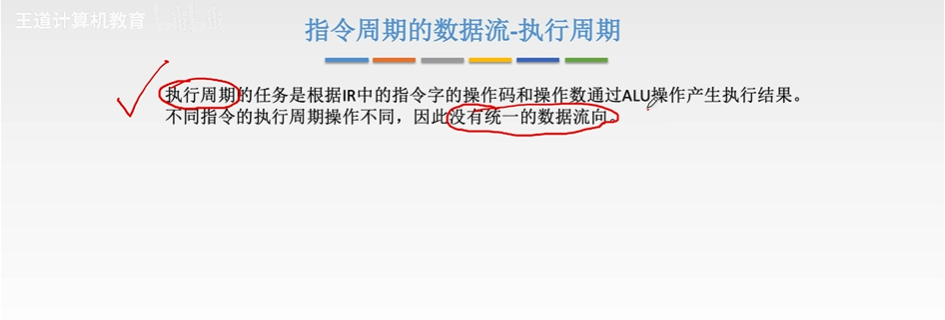 王道计算机教育
指令周期的数据流-执行周期
执行周期的任务是根据IR中的指令字的操作码和操作数通过ALU操作产生执行结果。
不同指令的执行周期操作不同，因此没有统一的数据流向。